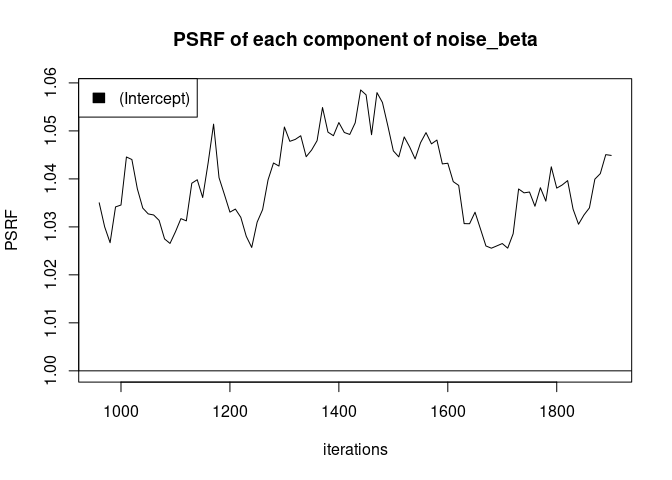 PSRF of each component of noise_beta
(Intercept)
PSRF
1.06
1.05
1.04
1.03
1.02
1.01
1.00
1000 1200 1400 1600 1800
iterations